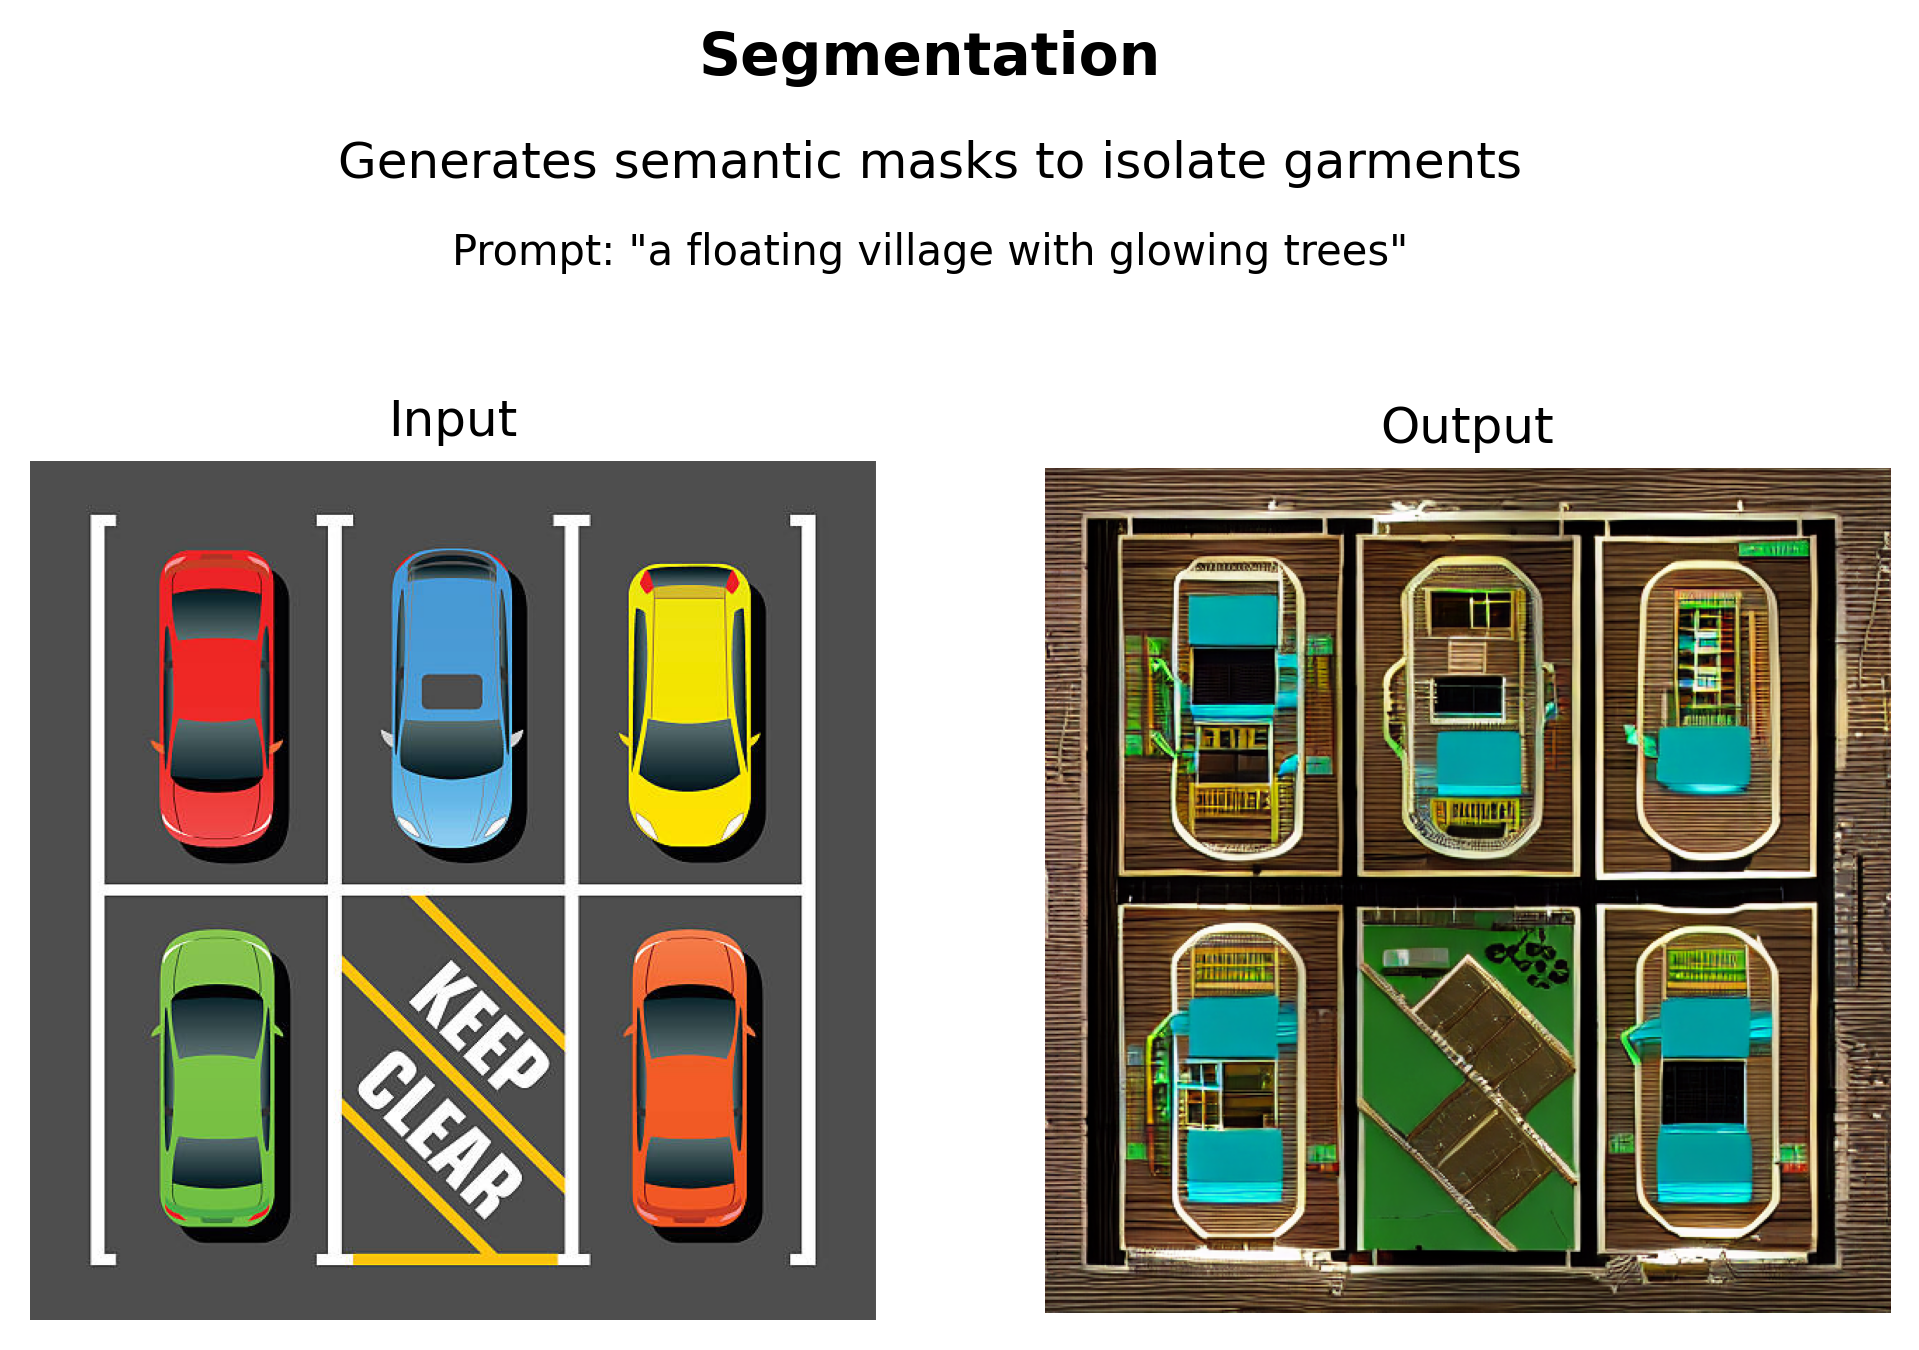 Segmentation
Generates semantic masks to isolate garments
Prompt: "a floating village with glowing trees"
Input
Output
KEEP
CLEAR